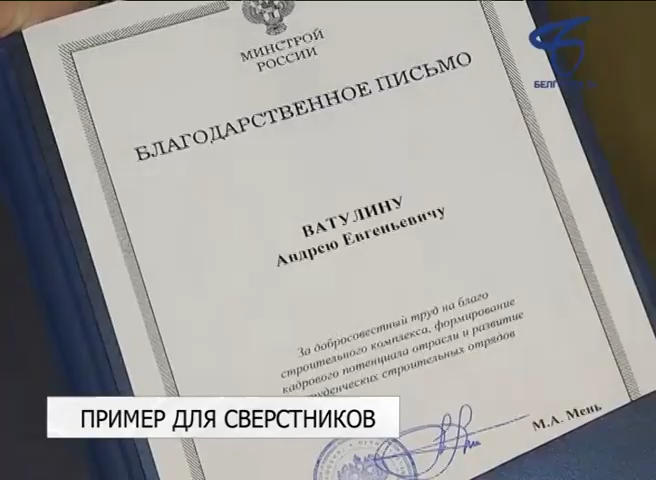 МИНСТРОЙ
РОССИИ
БЛАГОДАРСТВЕННОЕ ПИСЬМО
ВАТУЛИНУ
Андрею Евгеньевичу
За добросовестный труд на благо
строительного комплекса, формирование
кадрового потенциала отрасли и развитие
студенческих строительных отрядов
М.А. Мень
ПРИМЕР ДЛЯ СВЕРСТНИКОВ